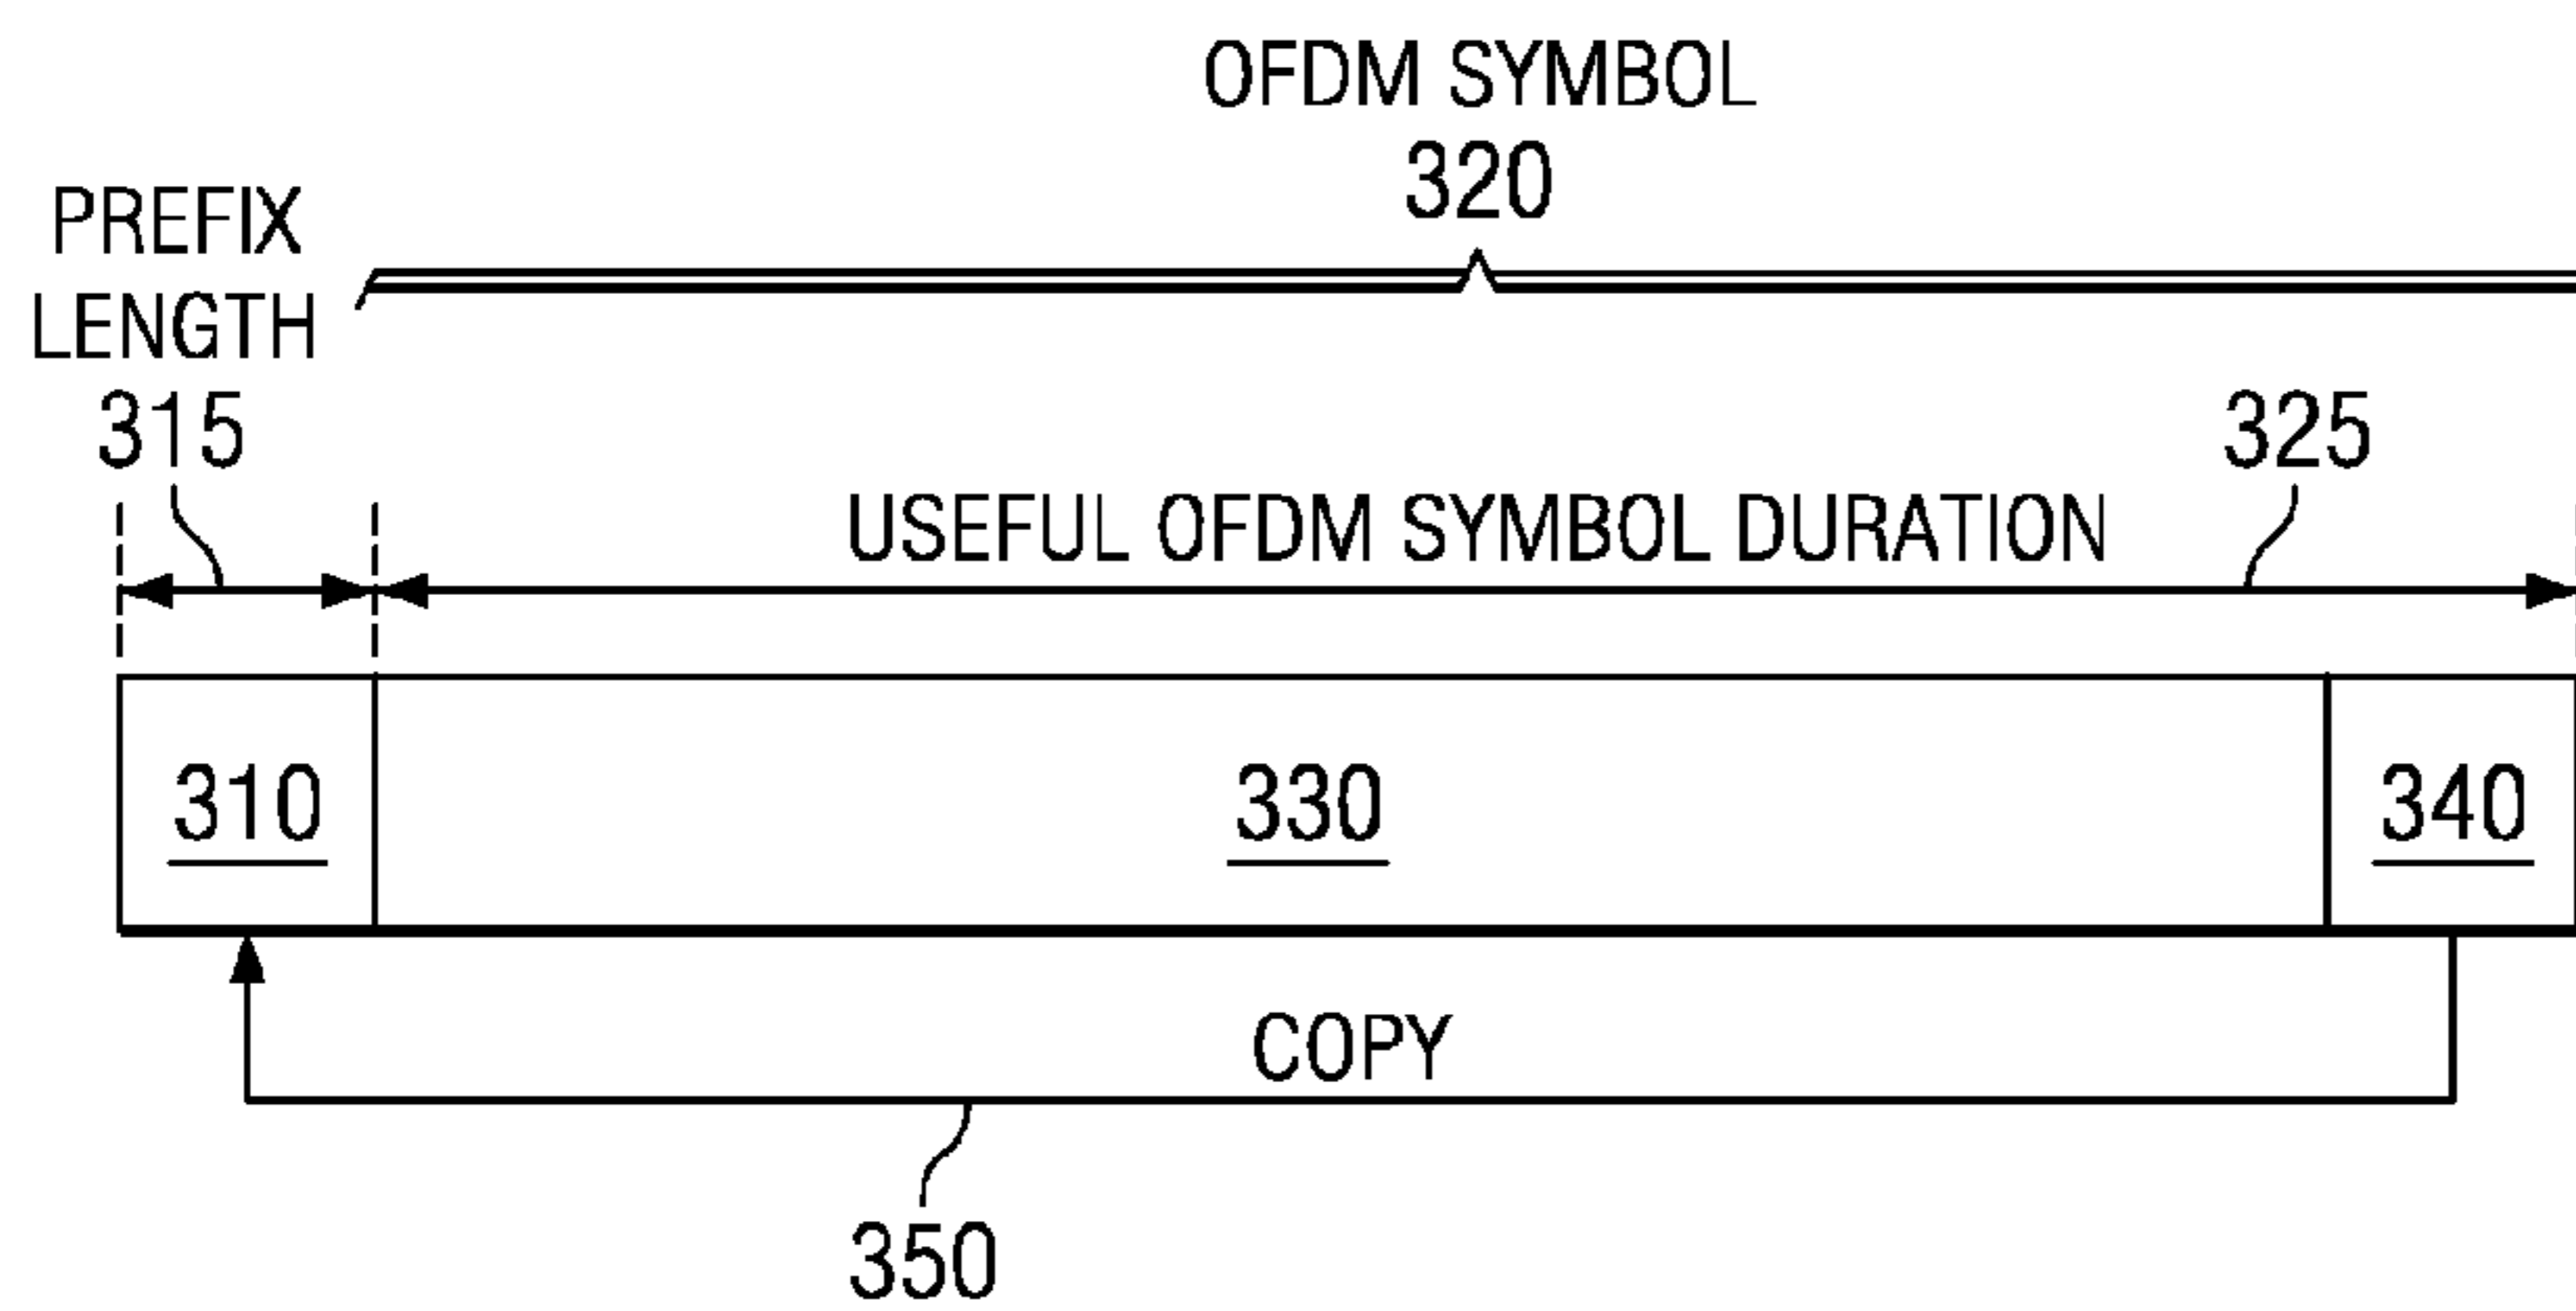 OFDM SYMBOL
320
PREFIX
LENGTH
315
325
USEFUL OFDM SYMBOL DURATION
310
330
340
COPY
350